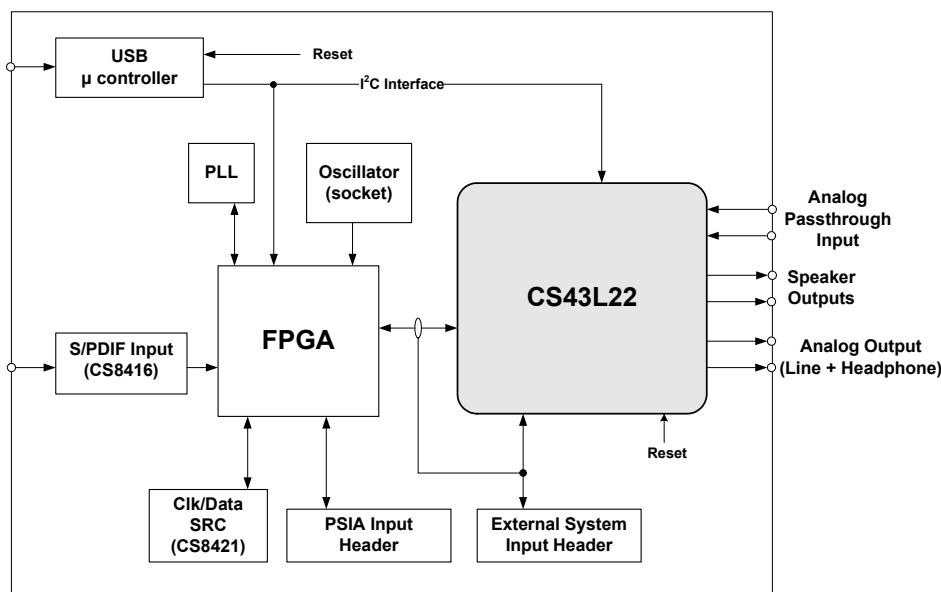 USB
µ controller
Reset
I²C Interface
PLL
Oscillator
(socket)
Analog
Passthrough
Input
CS43L22
Speaker
Outputs
FPGA
S/PDIF Input
(CS8416)
Analog Output
(Line + Headphone)
Reset
Clk/Data
SRC
(CS8421)
PSIA Input
Header
External System
Input Header